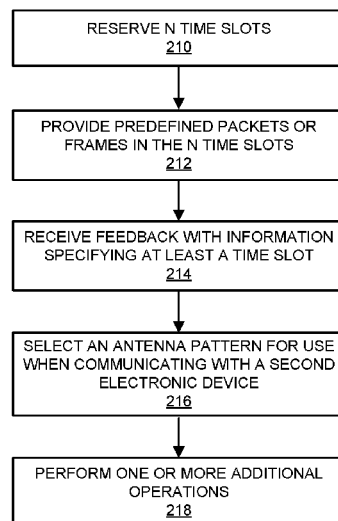 RESERVE N TIME SLOTS
210
PROVIDE PREDEFINED PACKETS OR
FRAMES IN THE N TIME SLOTS
212
RECEIVE FEEDBACK WITH INFORMATION
SPECIFYING AT LEAST A TIME SLOT
214
SELECT AN ANTENNA PATTERN FOR USE
WHEN COMMUNICATING WITH A SECOND
ELECTRONIC DEVICE
216
PERFORM ONE OR MORE ADDITIONAL
OPERATIONS
218